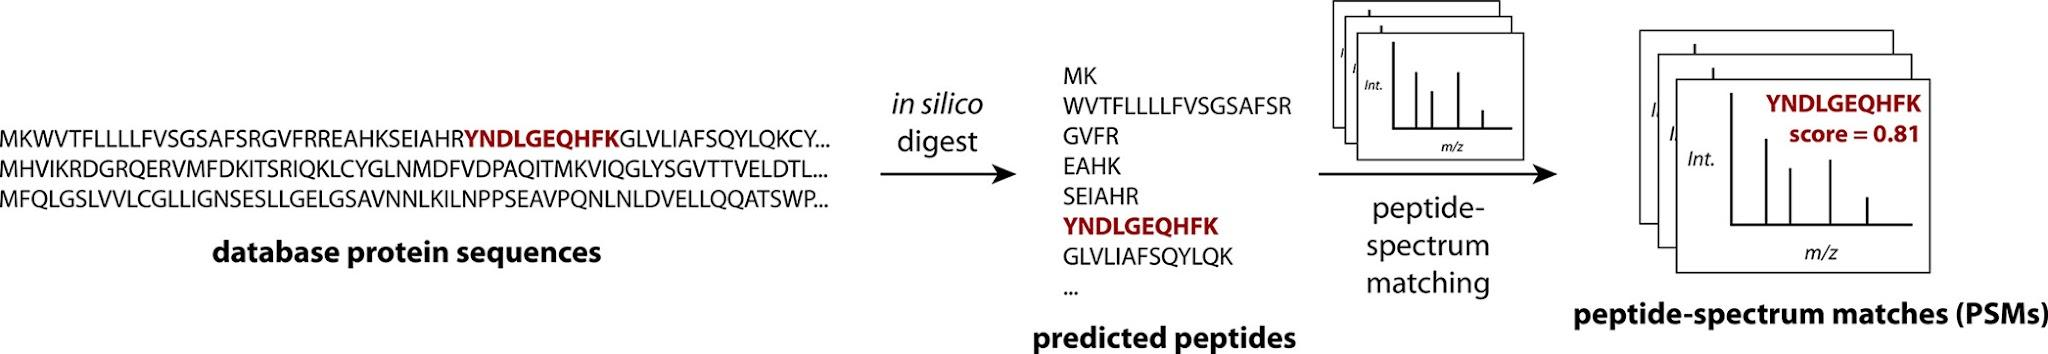 MKWVTFLLLLFVSGSAFSRGVFRREAHKSEIAHRYNDLGEQHFKGLVLIAFSQYLQKCY...
MHVIKRDGRQERVMFDKITSRIQKLCYGLNMDFVDPAQITMKVIQGLYSGVTTVELDTL...
MFQLGSLVVLCGLLIGNSESLLGELGSAVNNLKILNPPSEAVPQNLNLDVELLQQATSWP...
database protein sequences
in silico
digest
MK
WVTFLLLLFVSGSAFSR
GVFR
EAHK
SEIAHR
YNDLGEQHFK
GLVLIAFSQYLQK
...
predicted peptides
Int.
m/z
peptide-
spectrum
matching
YNDLGEQHFK
score = 0.81
Int.
m/z
peptide-spectrum matches (PSMs)